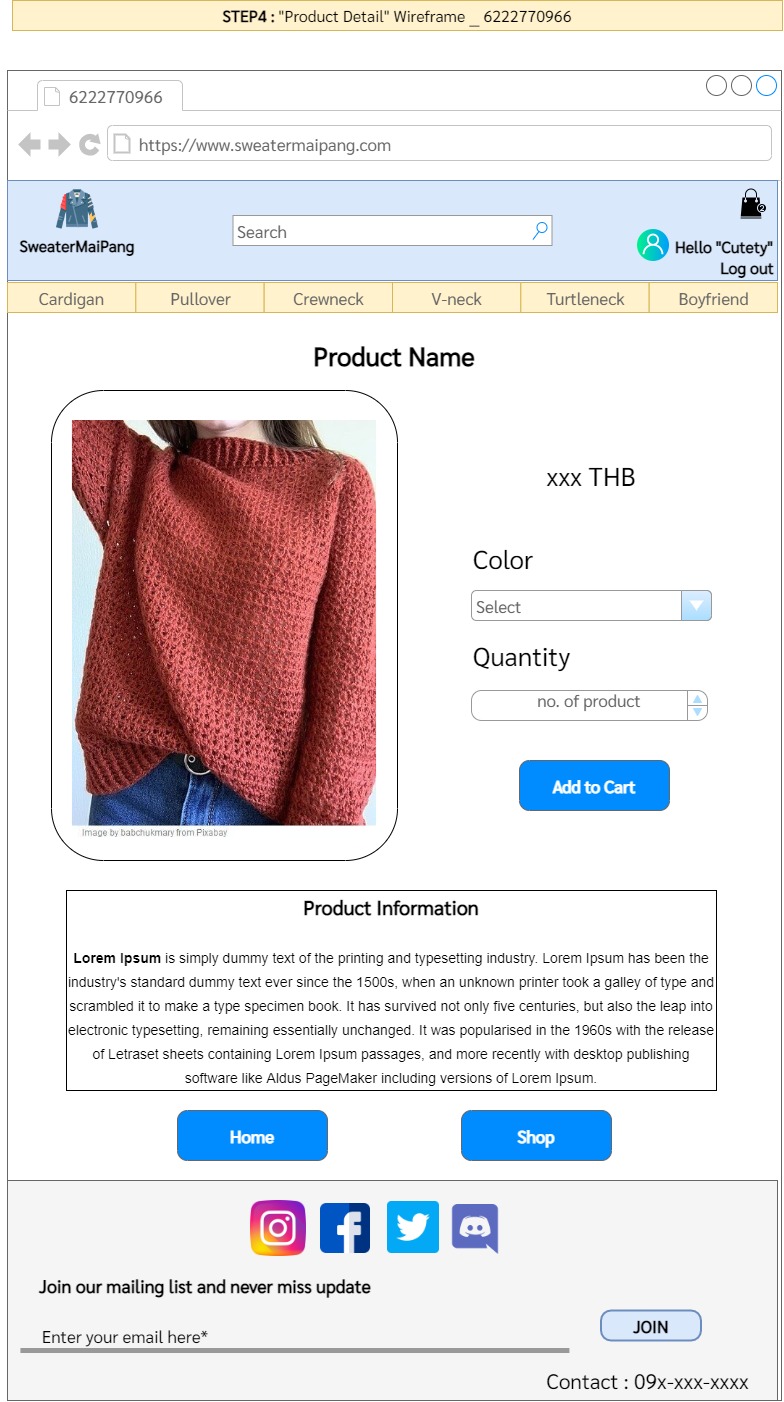 STEP4 : "Product Detail" Wireframe _ 6222770966
6222770966
https://www.sweatermaipang.com
SweaterMaiPang
Search
2
Hello "Cutety"
Log out
Cardigan Pullover Crewneck V-neck Turtleneck Boyfriend
Product Name
Image by babchukmary from Pixabay
xxx THB
Color
Select
Quantity
no. of product
Add to Cart
Product Information
Lorem Ipsum is simply dummy text of the printing and typesetting industry. Lorem Ipsum has been the
industry's standard dummy text ever since the 1500s, when an unknown printer took a galley of type and
scrambled it to make a type specimen book. It has survived not only five centuries, but also the leap into
electronic typesetting, remaining essentially unchanged. It was popularised in the 1960s with the release
of Letraset sheets containing Lorem Ipsum passages, and more recently with desktop publishing
software like Aldus PageMaker including versions of Lorem Ipsum.
Home Shop
Join our mailing list and never miss update
Enter your email here*
JOIN
Contact : 09x-xxx-xxxx